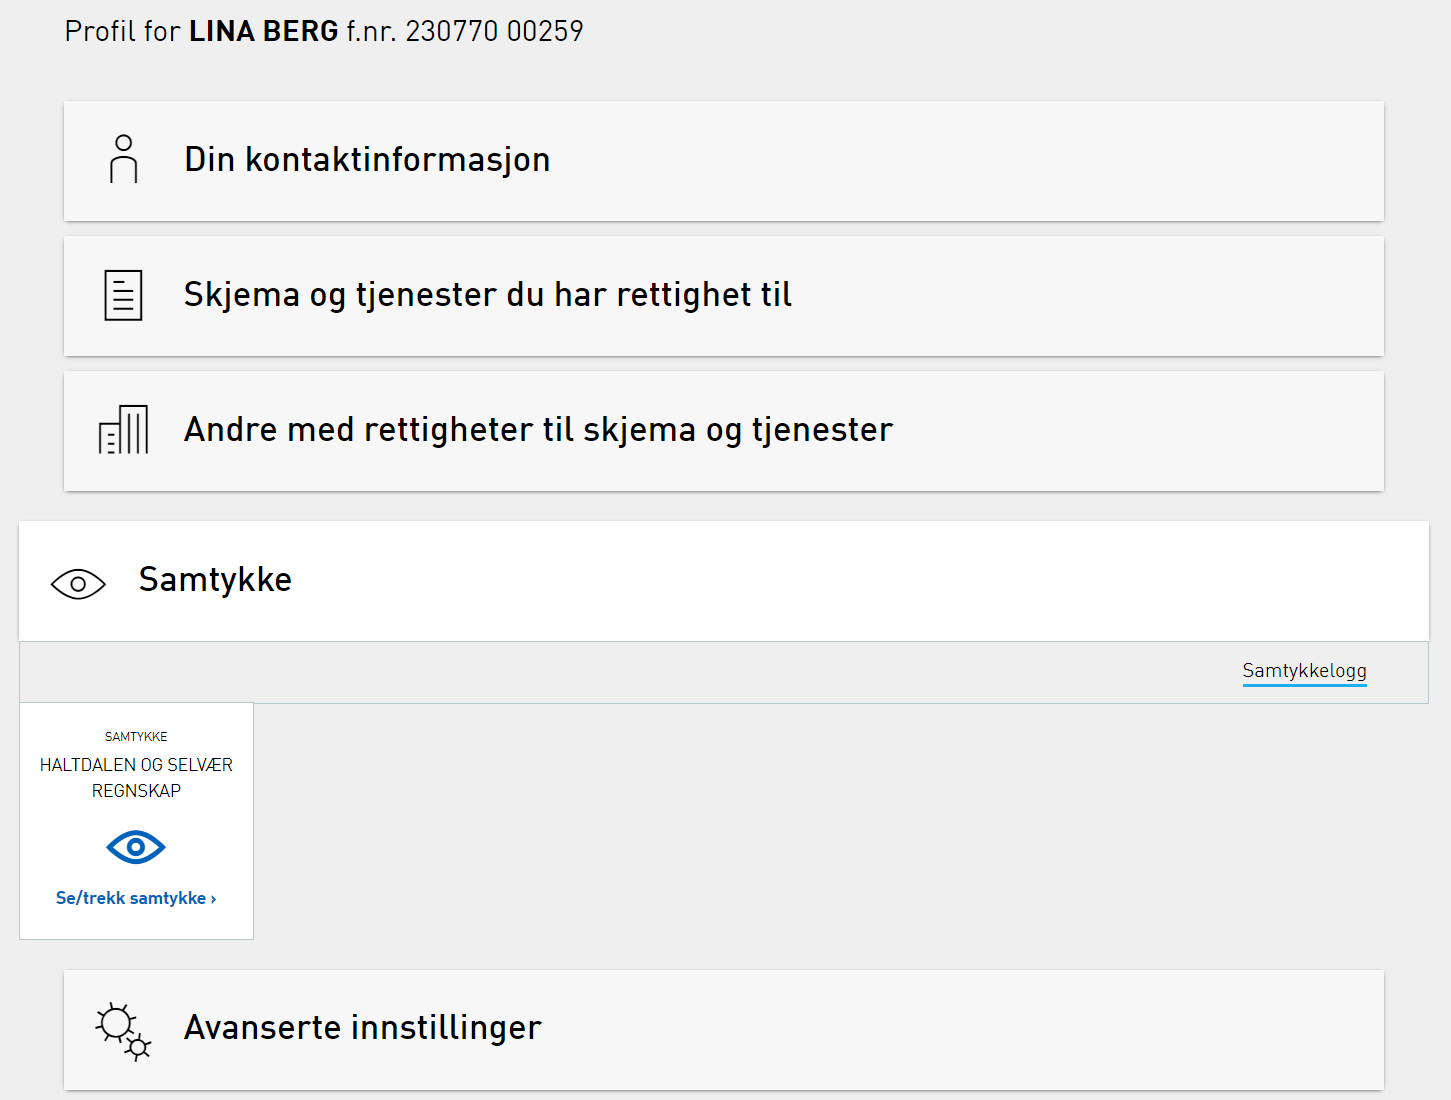 Profil for LINA BERG f.nr. 230770 00259
Din kontaktinformasjon
Skjema og tjenester du har rettighet til
Andre med rettigheter til skjema og tjenester
Samtykke
Samtykkelogg
SAMTYKKE
HALTDALEN OG SELVÆR
REGNSKAP
Se/trekk samtykke ›
Avanserte innstillinger